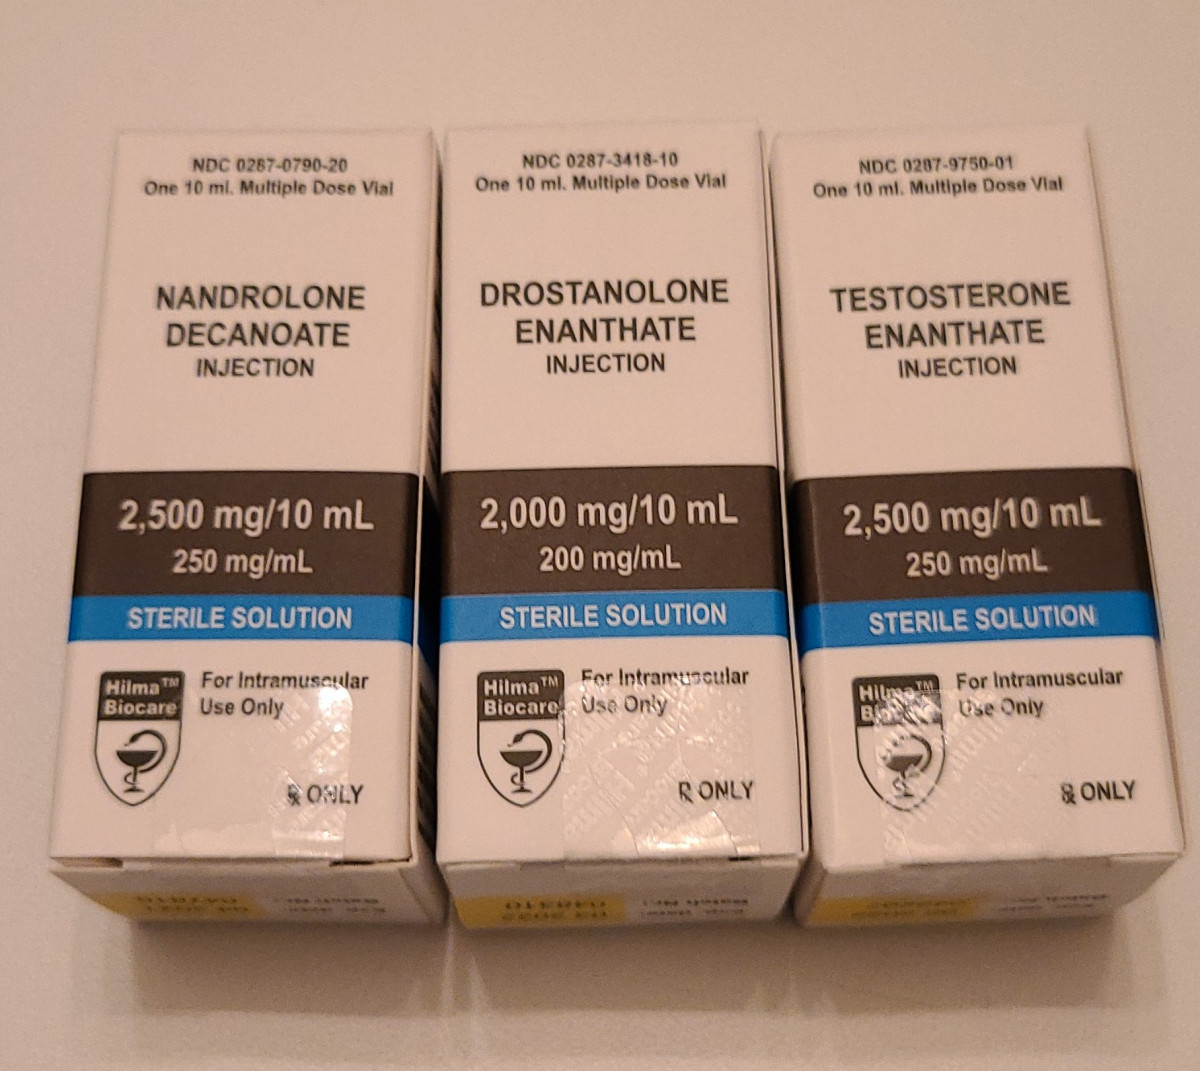 NDC 0287-0790-20
One 10 ml. Multiple Dose Vial
NANDROLONE
DECANOATE
INJECTION
2,500 mg/10 mL
250 mg/mL
STERILE SOLUTION
Hilma™
Biocare
For Intramuscular
Use Only
℞ ONLY
NDC 0287-3418-10
One 10 ml. Multiple Dose Vial
DROSTANOLONE
ENANTHATE
INJECTION
2,000 mg/10 mL
200 mg/mL
STERILE SOLUTION
Hilma™
Biocare
For Intramuscular
Use Only
℞ ONLY
NDC 0287-9750-01
One 10 ml. Multiple Dose Vial
TESTOSTERONE
ENANTHATE
INJECTION
2,500 mg/10 mL
250 mg/mL
STERILE SOLUTION
Hilma™
For Intramuscular
Use Only
℞ ONLY